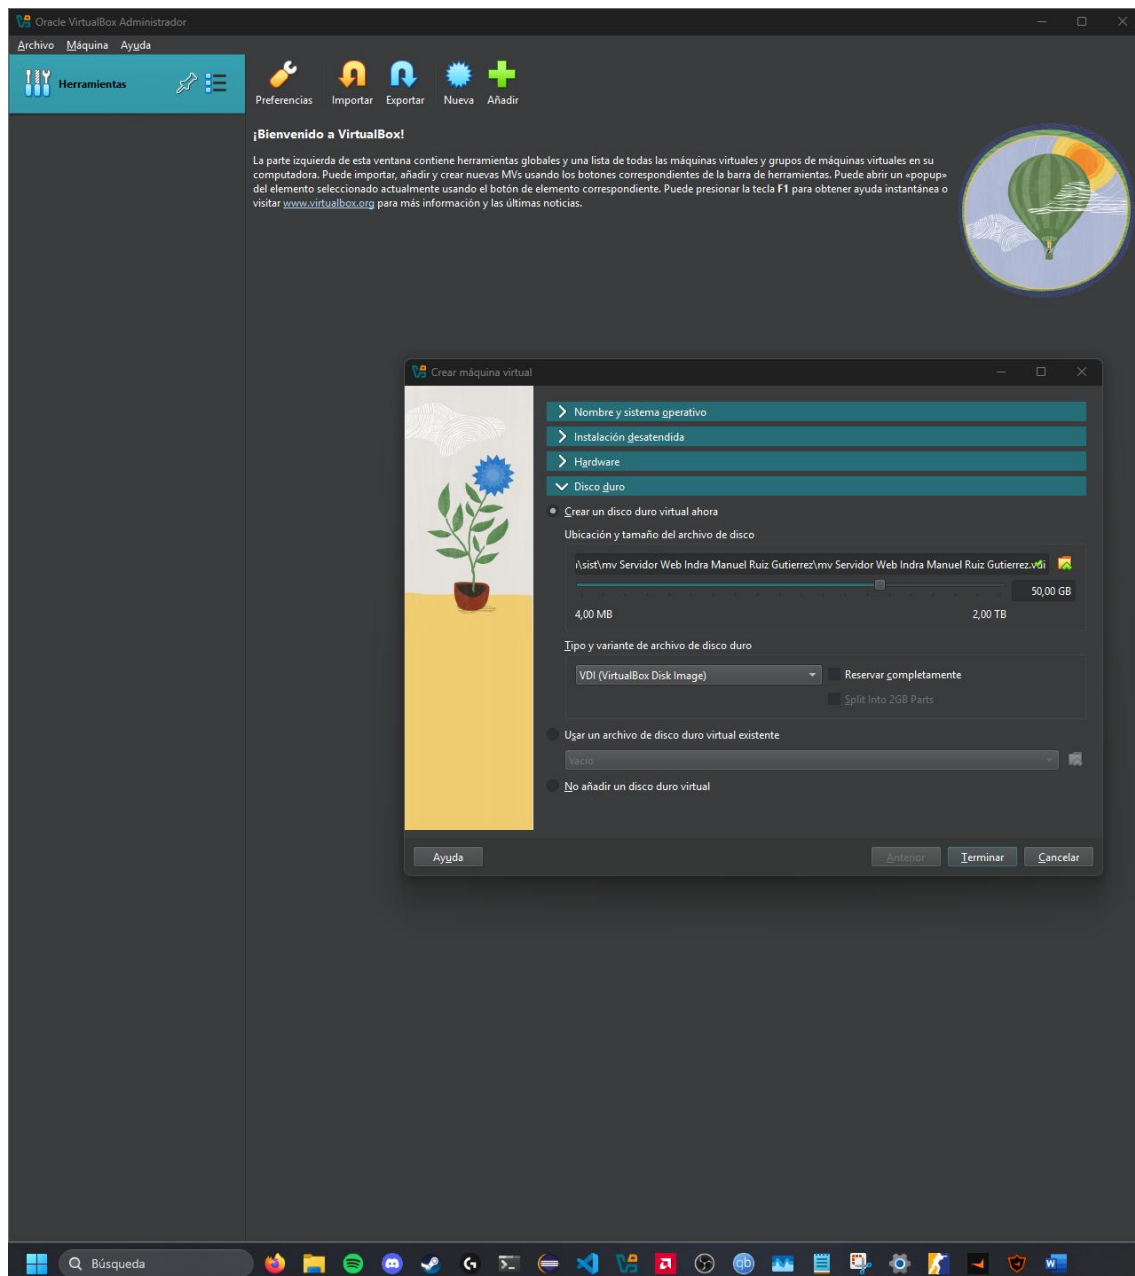 Oracle VirtualBox Administrador
Archivo Máquina Ayuda
Herramientas
Preferencias Importar Exportar Nueva Añadir
¡Bienvenido a VirtualBox!
La parte izquierda de esta ventana contiene herramientas globales y una lista de todas las máquinas virtuales y grupos de máquinas virtuales en su
computadora. Puede importar, añadir y crear nuevas MVs usando los botones correspondientes de la barra de herramientas. Puede abrir un «popup»
del elemento seleccionado actualmente usando el botón de elemento correspondiente. Puede presionar la tecla F1 para obtener ayuda instantánea o
visitar www.virtualbox.org para más información y las últimas noticias.
Crear máquina virtual
Nombre y sistema operativo
Instalación desatendida
Hardware
Disco duro
Crear un disco duro virtual ahora
Ubicación y tamaño del archivo de disco
\sist\mv Servidor Web Indra Manuel Ruiz Gutierrez\mv Servidor Web Indra Manuel Ruiz Gutierrez.vdi
50,00 GB
4,00 MB 2,00 TB
Tipo y variante de archivo de disco duro
VDI (VirtualBox Disk Image) Reservar completamente
Split Into 2GB Parts
Usar un archivo de disco duro virtual existente
Vacío
No añadir un disco duro virtual
Ayuda Anterior Terminar Cancelar
Búsqueda